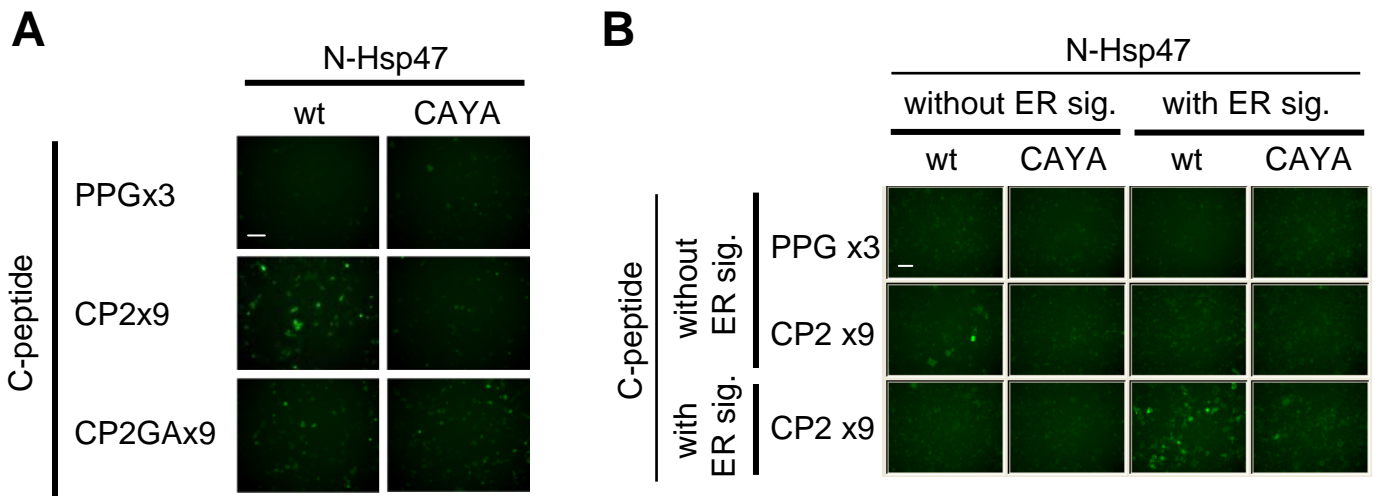 A
N-Hsp47
wt CAYA
C-peptide
PPGx3
CP2x9
CP2GAx9
B
N-Hsp47
without ER sig. with ER sig.
wt CAYA wt CAYA
C-peptide
without
ER sig.
PPG x3
CP2 x9
with
ER sig.
CP2 x9